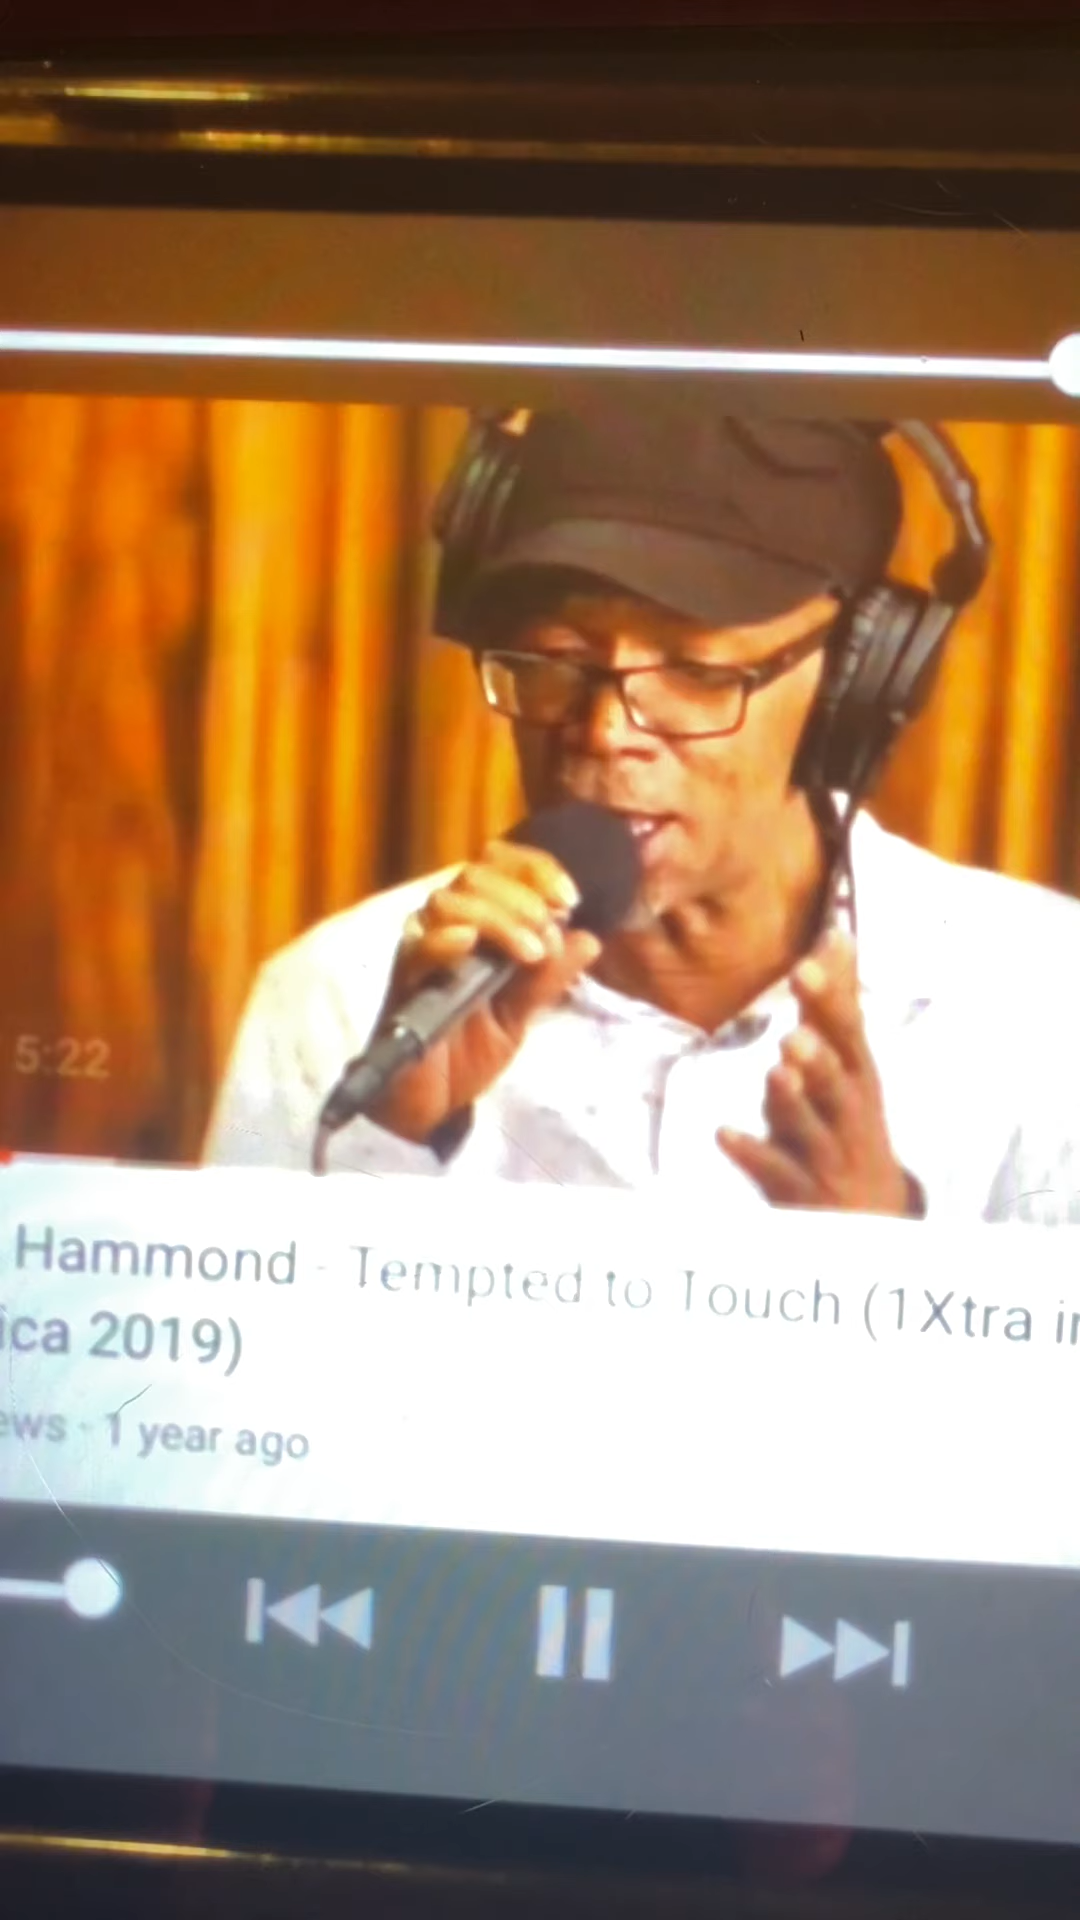 5:22
Hammond - Tempted to Touch (1Xtra in
ica 2019)
ews · 1 year ago